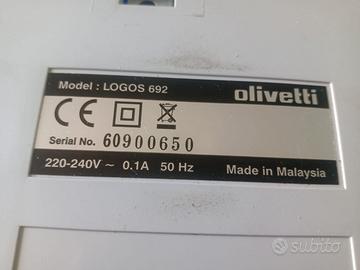 Model : LOGOS 692
olivetti
CE
Serial No. 60900650
220-240V ~ 0.1A 50 Hz
Made in Malaysia
subito